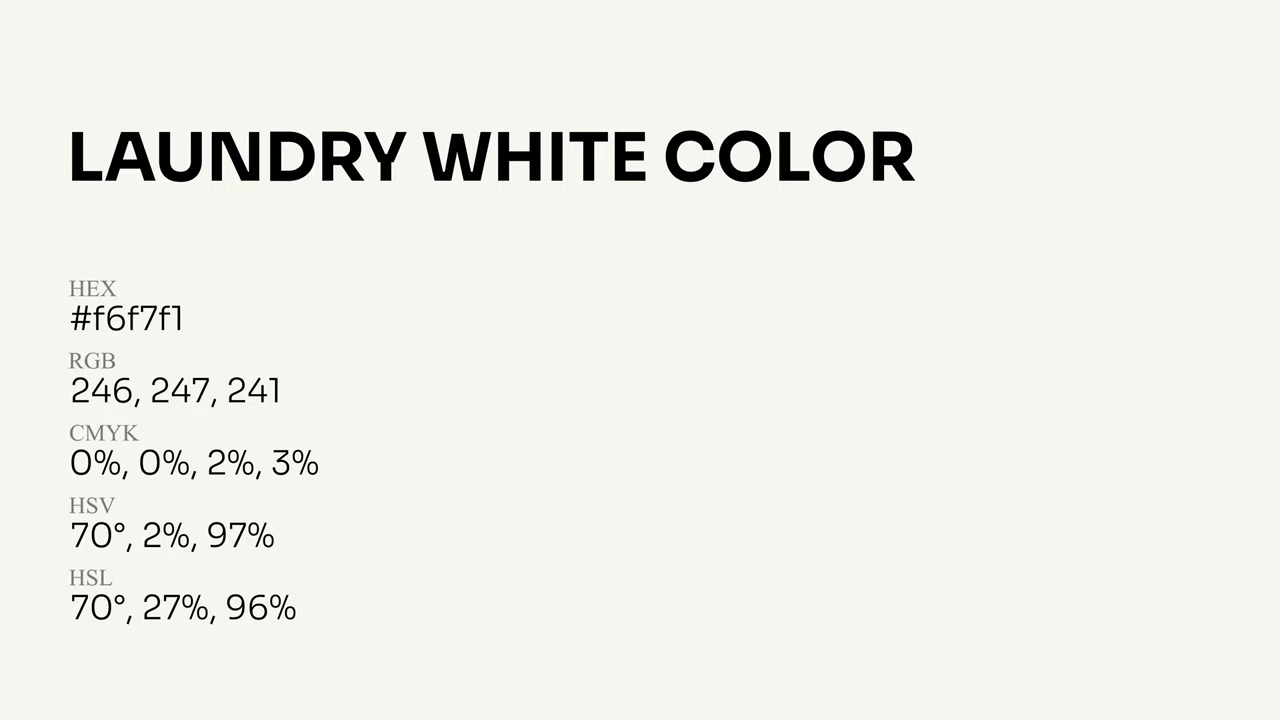 LAUNDRY WHITE COLOR
HEX
#f6f7f1
RGB
246, 247, 241
CMYK
0%, 0%, 2%, 3%
HSV
70°, 2%, 97%
HSL
70°, 27%, 96%